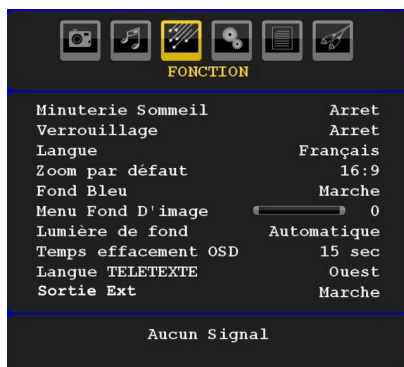 FONCTION
Minuterie Sommeil Arret
Verrouillage Arret
Langue Français
Zoom par défaut 16:9
Fond Bleu Marche
Menu Fond D'image 0
Lumière de fond Automatique
Temps effacement OSD 15 sec
Langue TELETEXTE Ouest
Sortie Ext Marche
Aucun Signal